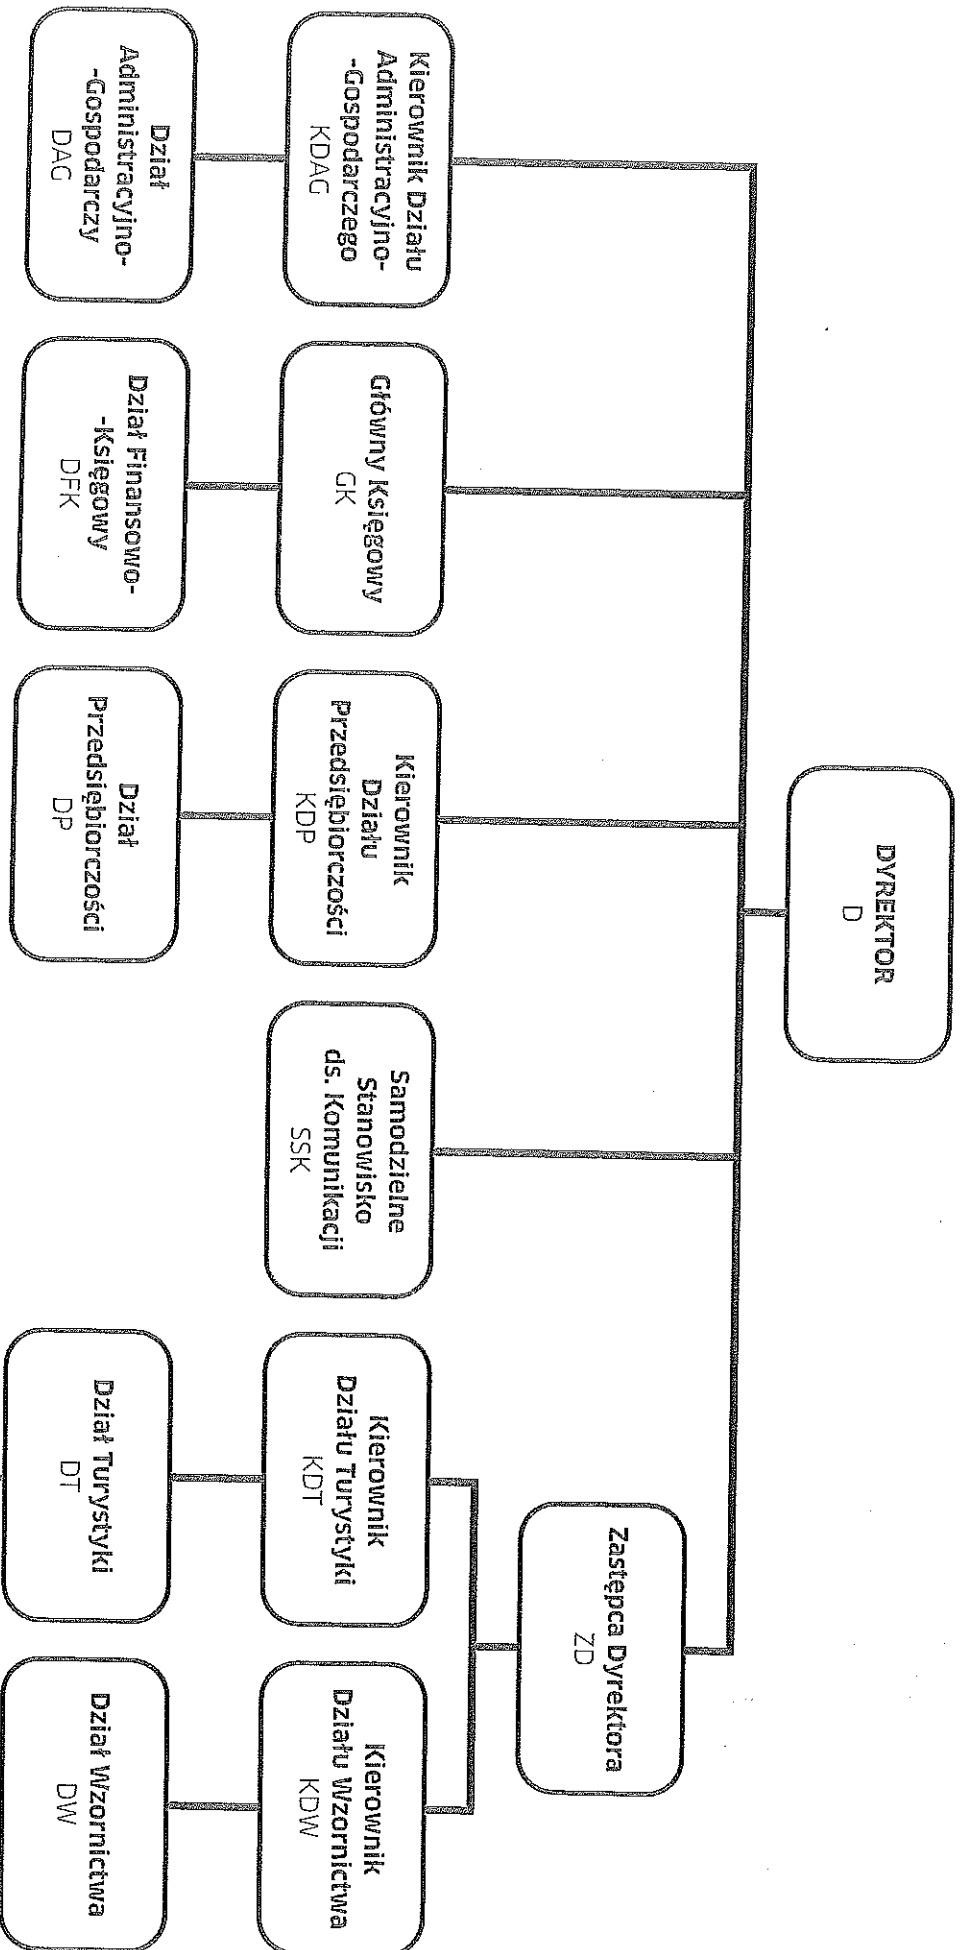 DYREKTOR
D
Zastępca Dyrektora
ZD
Kierownik Działu
Administracyjno-
-Gospodarczego
KDAG
Główny Księgowy
GK
Kierownik
Działu
Przedsiębiorczości
KDP
Samodzielne
Stanowisko
ds. Komunikacji
SSK
Kierownik
Działu Turystyki
KDT
Kierownik
Działu Wzornictwa
KDW
Dział
Administracyjno-
-Gospodarczy
DAG
Dział Finansowo-
-Księgowy
DFK
Dział
Przedsiębiorczości
DP
Dział Turystyki
DT
Dział Wzornictwa
DW